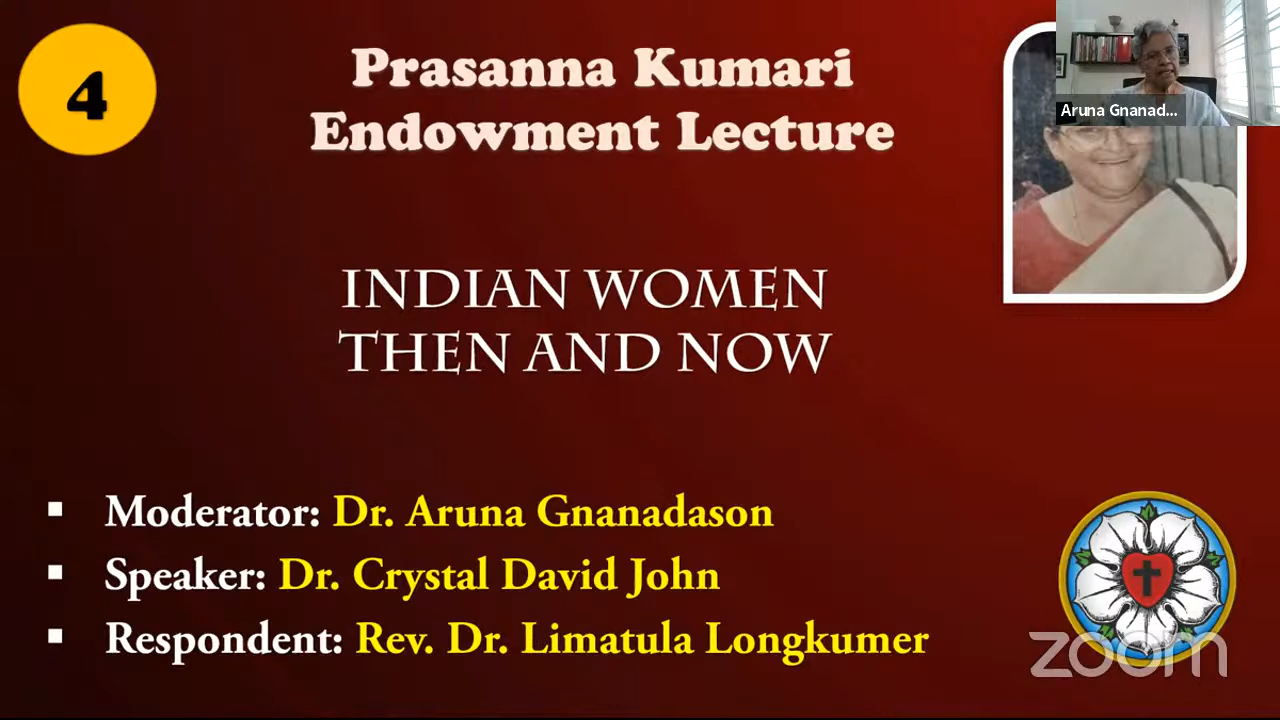 4
Prasanna Kumari
Endowment Lecture
Aruna Gnanad...
INDIAN WOMEN
THEN AND NOW
▪ Moderator: Dr. Aruna Gnanadason
▪ Speaker: Dr. Crystal David John
▪ Respondent: Rev. Dr. Limatula Longkumer
zoom